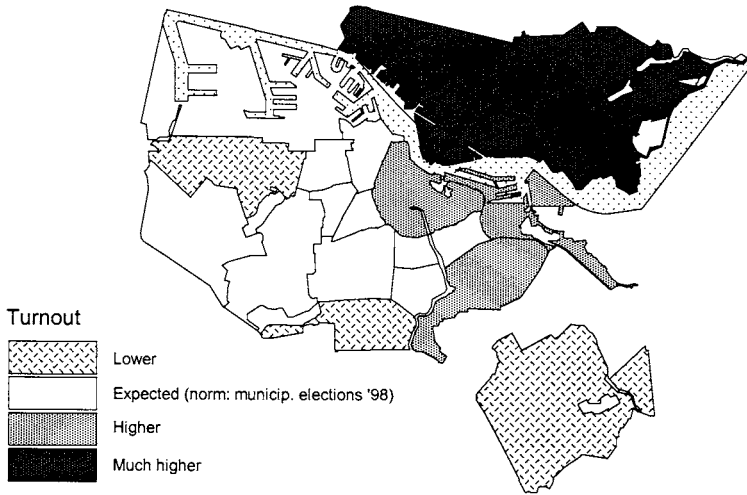 Turnout
Lower
Expected (norm: municip. elections '98)
Higher
Much higher